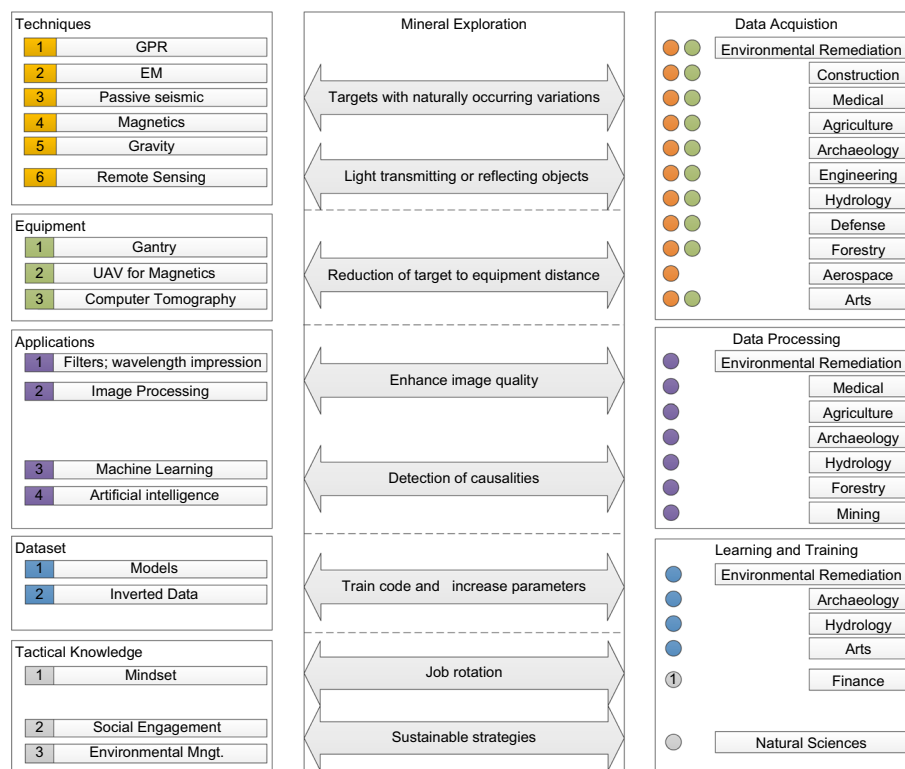 Techniques
1 GPR
2 EM
3 Passive seismic
4 Magnetics
5 Gravity
6 Remote Sensing
Equipment
1 Gantry
2 UAV for Magnetics
3 Computer Tomography
Applications
1 Filters; wavelength impression
2 Image Processing
3 Machine Learning
4 Artificial intelligence
Dataset
1 Models
2 Inverted Data
Tactical Knowledge
1 Mindset
2 Social Engagement
3 Environmental Mngt.
Mineral Exploration
Targets with naturally occurring variations
Light transmitting or reflecting objects
Reduction of target to equipment distance
Enhance image quality
Detection of causalities
Train code and increase parameters
Job rotation
Sustainable strategies
Data Acquistion
Environmental Remediation
Construction
Medical
Agriculture
Archaeology
Engineering
Hydrology
Defense
Forestry
Aerospace
Arts
Data Processing
Environmental Remediation
Medical
Agriculture
Archaeology
Hydrology
Forestry
Mining
Learning and Training
Environmental Remediation
Archaeology
Hydrology
Arts
1 Finance
Natural Sciences